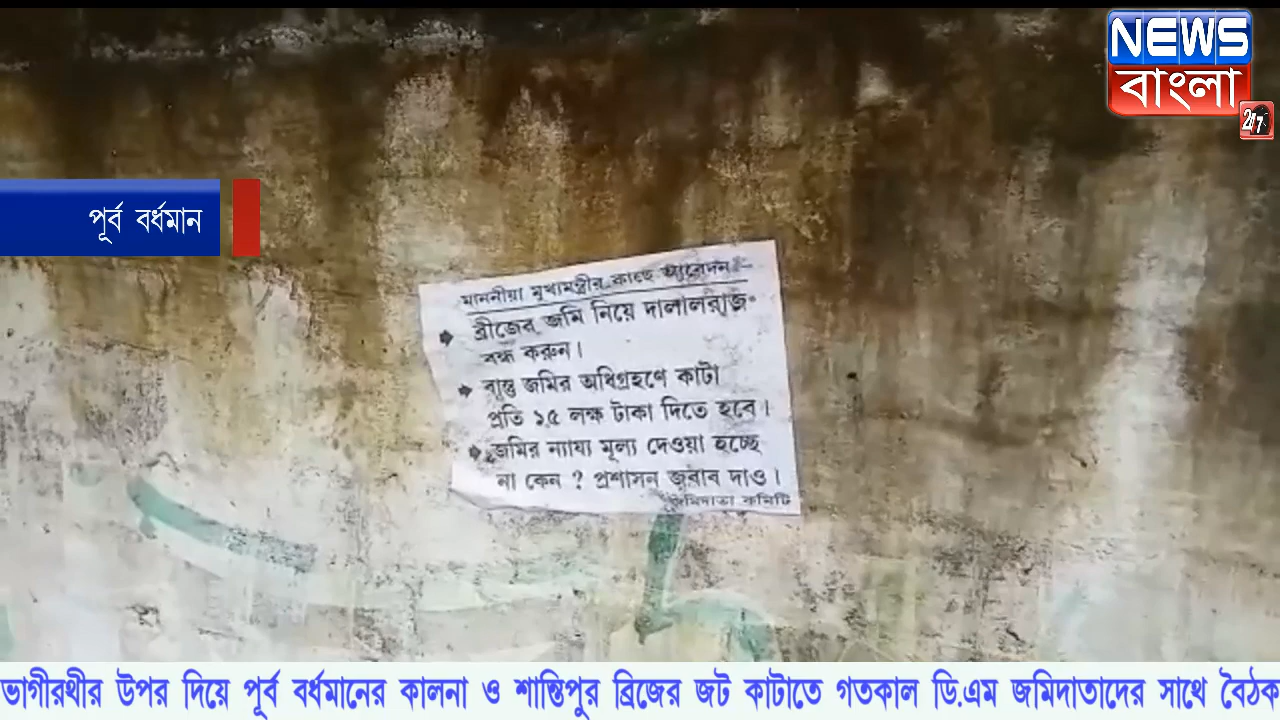 NEWS
বাংলা
24/7
পূর্ব বর্ধমান
মাননীয়া মুখ্যমন্ত্রীর কাছে আবেদন :-
ব্রীজের জমি নিয়ে দালালরাজ
বন্ধ করুন।
বাস্তু জমির অধিগ্রহণে কাটা
প্রতি ১৫ লক্ষ টাকা দিতে হবে।
জমির ন্যায্য মূল্য দেওয়া হচ্ছে
না কেন ? প্রশাসন জবাব দাও।
জমিদাতা কমিটি
ভাগীরথীর উপর দিয়ে পূর্ব বর্ধমানের কালনা ও শান্তিপুর ব্রিজের জট কাটাতে গতকাল ডি.এম জমিদাতাদের সাথে বৈঠক